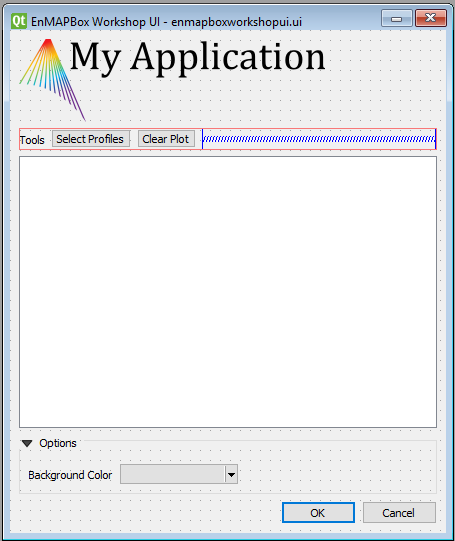 Qt EnMAPBox Workshop UI - enmapboxworkshopui.ui
My Application
Tools Select Profiles Clear Plot
Options
Background Color
OK Cancel